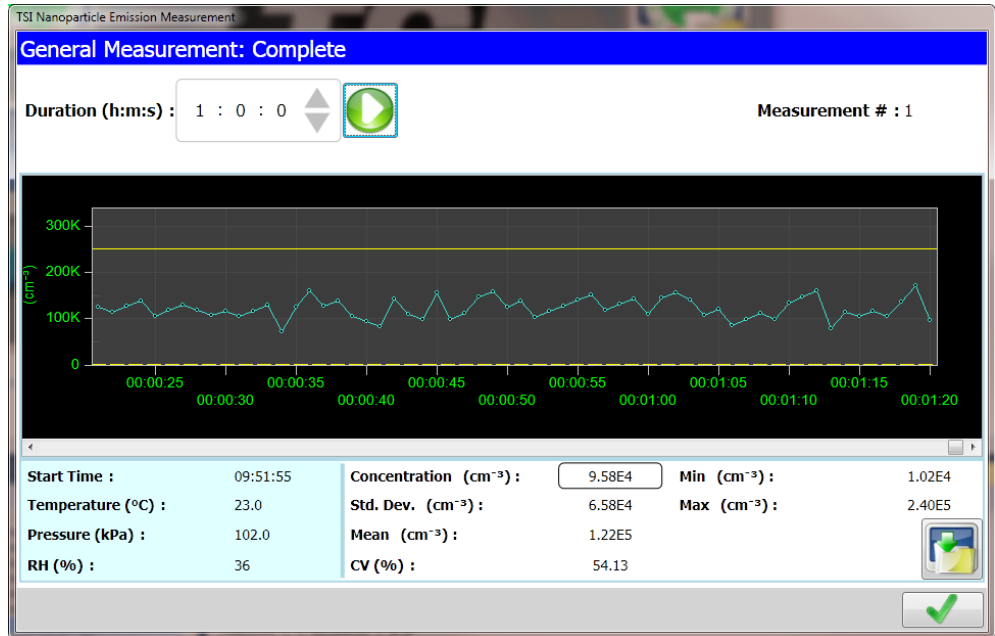 TSI Nanoparticle Emission Measurement
General Measurement: Complete
Duration (h:m:s) : 1 : 0 : 0 Measurement # : 1
300K
200K
100K
0
(cm⁻³)
00:00:25 00:00:35 00:00:45 00:00:55 00:01:05 00:01:15
00:00:30 00:00:40 00:00:50 00:01:00 00:01:10 00:01:20
Start Time : 09:51:55 Concentration (cm⁻³) : 9.58E4 Min (cm⁻³) : 1.02E4
Temperature (ºC) : 23.0 Std. Dev. (cm⁻³) : 6.58E4 Max (cm⁻³) : 2.40E5
Pressure (kPa) : 102.0 Mean (cm⁻³) : 1.22E5
RH (%) : 36 CV (%) : 54.13